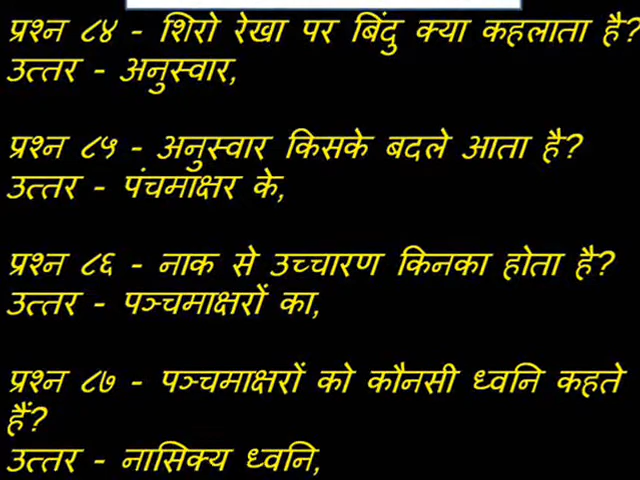 प्रश्न ८४ - शिरो रेखा पर बिंदु क्या कहलाता है?
उत्तर - अनुस्वार,
प्रश्न ८५ - अनुस्वार किसके बदले आता है?
उत्तर - पंचमाक्षर के,
प्रश्न ८६ - नाक से उच्चारण किनका होता है?
उत्तर - पञ्चमाक्षरों का,
प्रश्न ८७ - पञ्चमाक्षरों को कौनसी ध्वनि कहते
हैं?
उत्तर - नासिक्य ध्वनि,